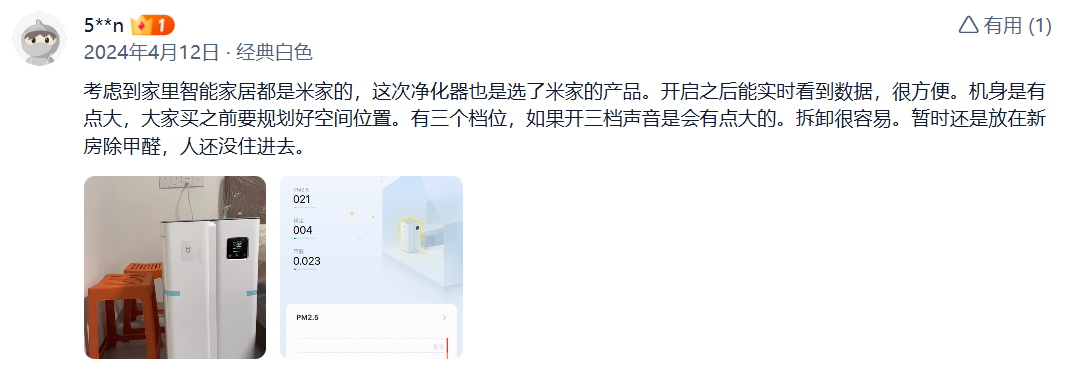 5**n 1
有用 (1)
2024年4月12日 · 经典白色
考虑到家里智能家居都是米家的，这次净化器也是选了米家的产品。开启之后能实时看到数据，很方便。机身是有
点大，大家买之前要规划好空间位置。有三个档位，如果开三档声音是会有点大的。拆卸很容易。暂时还是放在新
房除甲醛，人还没住进去。
PM2.5
021
粉尘
004
甲醛
0.023
PM2.5